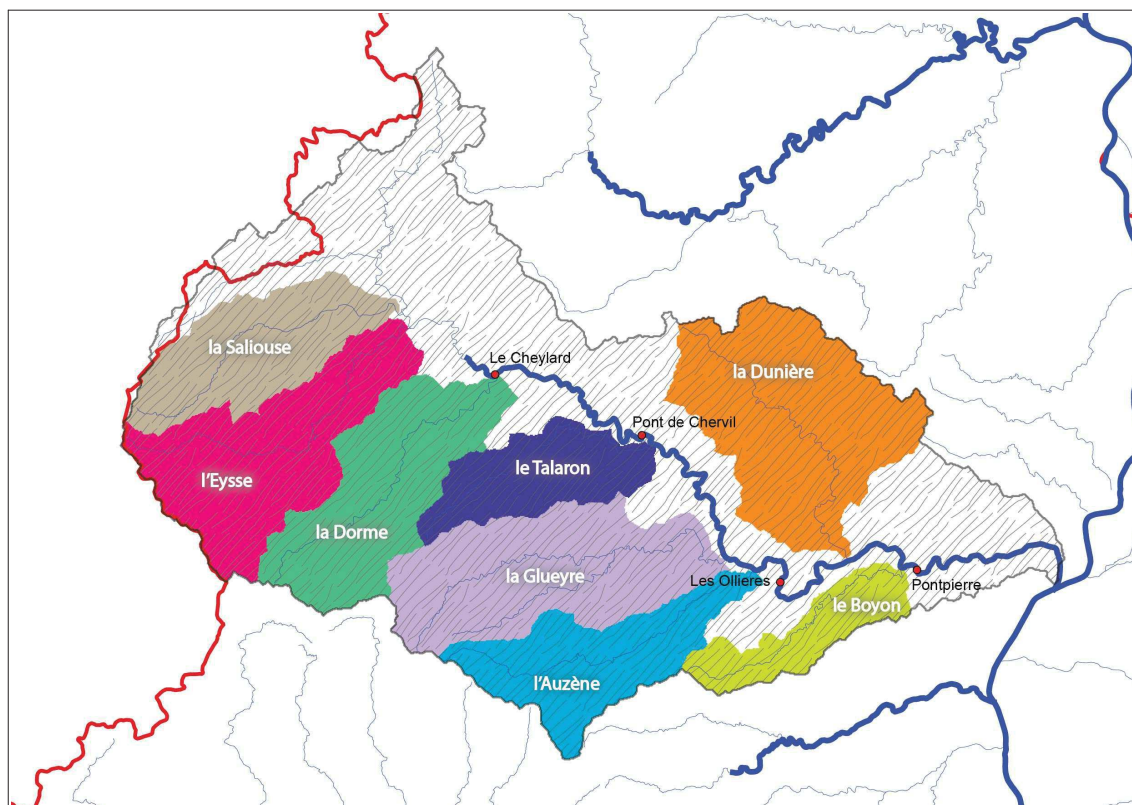 la Saliouse
Le Cheylard
la Dunière
Pont de Chervil
l'Eysse
le Talaron
la Dorme
la Glueyre
Les Ollieres
Pontpierre
le Boyon
l'Auzène